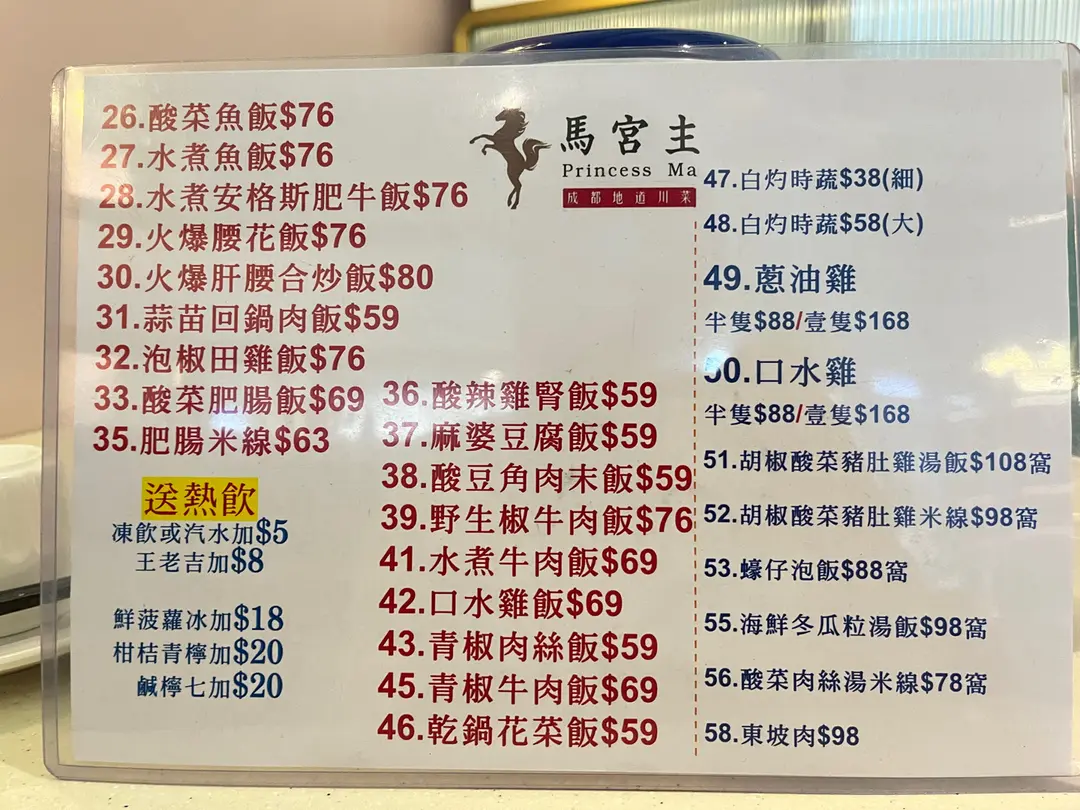 26.酸菜魚飯$76
27.水煮魚飯$76
28.水煮安格斯肥牛飯$76
29.火爆腰花飯$76
30.火爆肝腰合炒飯$80
31.蒜苗回鍋肉飯$59
32.泡椒田雞飯$76
33.酸菜肥腸飯$69
35.肥腸米線$63
送熱飲
凍飲或汽水加$5
王老吉加$8
鮮菠蘿冰加$18
柑桔青檸加$20
鹹檸七加$20
馬宮主
Princess Ma
成都地道川菜
36.酸辣雞腎飯$59
37.麻婆豆腐飯$59
38.酸豆角肉末飯$59
39.野生椒牛肉飯$76
41.水煮牛肉飯$69
42.口水雞飯$69
43.青椒肉絲飯$59
45.青椒牛肉飯$69
46.乾鍋花菜飯$59
47.白灼時蔬$38(細)
48.白灼時蔬$58(大)
49.蔥油雞
半隻$88/壹隻$168
50.口水雞
半隻$88/壹隻$168
51.胡椒酸菜豬肚雞湯飯$108窩
52.胡椒酸菜豬肚雞米線$98窩
53.蠔仔泡飯$88窩
55.海鮮冬瓜粒湯飯$98窩
56.酸菜肉絲湯米線$78窩
58.東坡肉$98